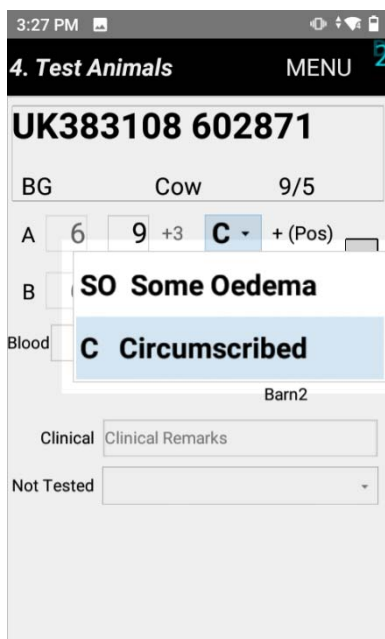 3:27 PM
4. Test Animals MENU 2
UK383108 602871
BG Cow 9/5
A 6 9 +3 C + (Pos)
B
SO Some Oedema
Blood
C Circumscribed
Barn2
Clinical Clinical Remarks
Not Tested